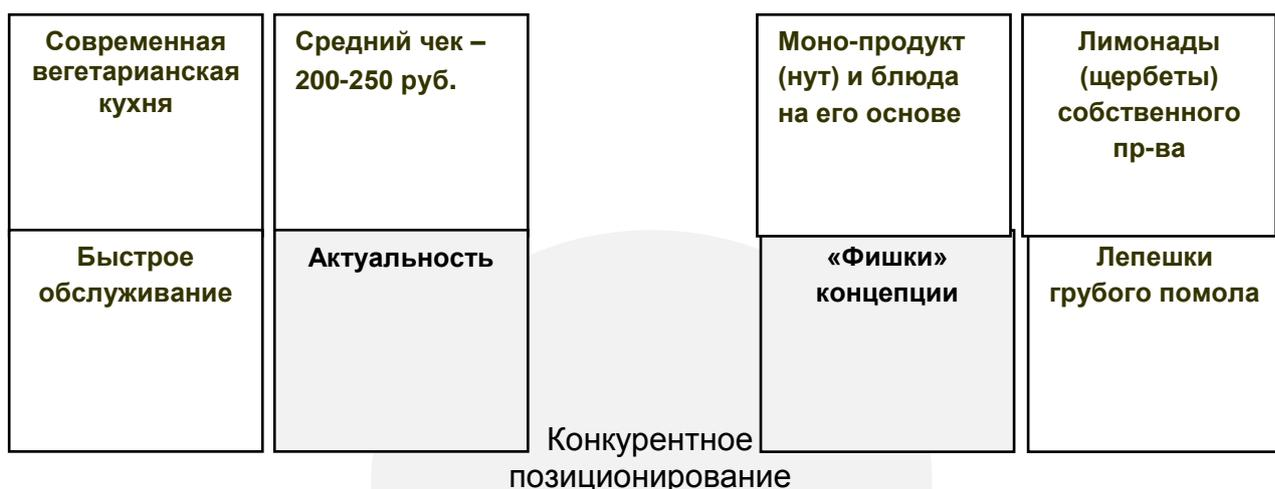 Современная
вегетарианская
кухня
Средний чек –
200-250 руб.
Моно-продукт
(нут) и блюда
на его основе
Лимонады
(щербеты)
собственного
пр-ва
Быстрое
обслуживание
Актуальность
«Фишки»
концепции
Лепешки
грубого помола
Конкурентное
позиционирование